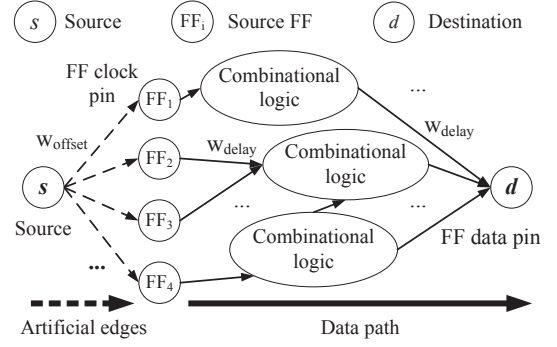 s Source FFi Source FF d Destination
FF clock
pin
FF1
Combinational
logic
...
Woffset
Wdelay
FF2
Wdelay
Combinational
logic
s
d
Source
FF3
...
...
Combinational
logic
FF data pin
...
FF4
Artificial edges
Data path